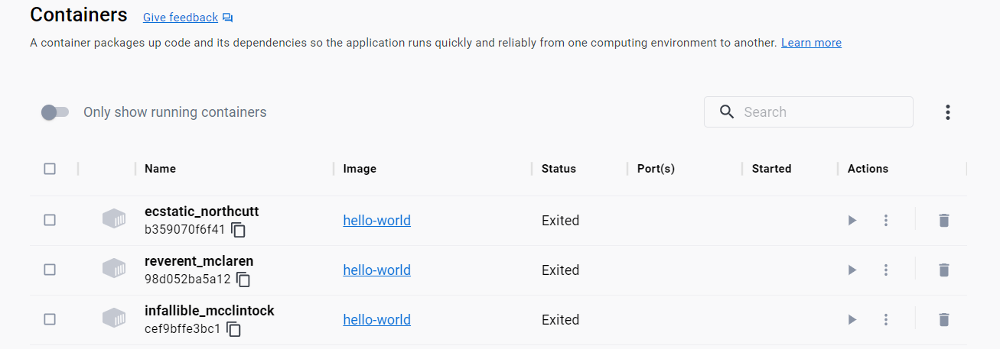 Containers Give feedback
A container packages up code and its dependencies so the application runs quickly and reliably from one computing environment to another. Learn more
Only show running containers Search
Name Image Status Port(s) Started Actions
ecstatic_northcutt
b359070f6f41 hello-world Exited
reverent_mclaren
98d052ba5a12 hello-world Exited
infallible_mcclintock
cef9bffe3bc1 hello-world Exited